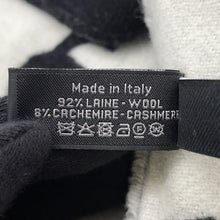 Made in Italy
92% LAINE - WOOL
8% CACHEMIRE - CASHMERE